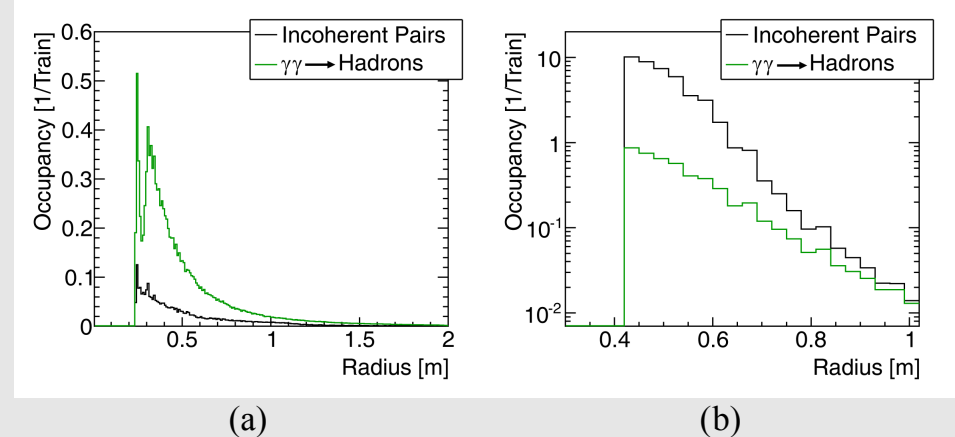 Occupancy [1/Train]
0.6
0.5
0.4
0.3
0.2
0.1
0
0.5
1
1.5
2
Radius [m]
Incoherent Pairs
γγ → Hadrons
(a)
Occupancy [1/Train]
10
1
10⁻¹
10⁻²
0.4
0.6
0.8
1
Radius [m]
Incoherent Pairs
γγ → Hadrons
(b)